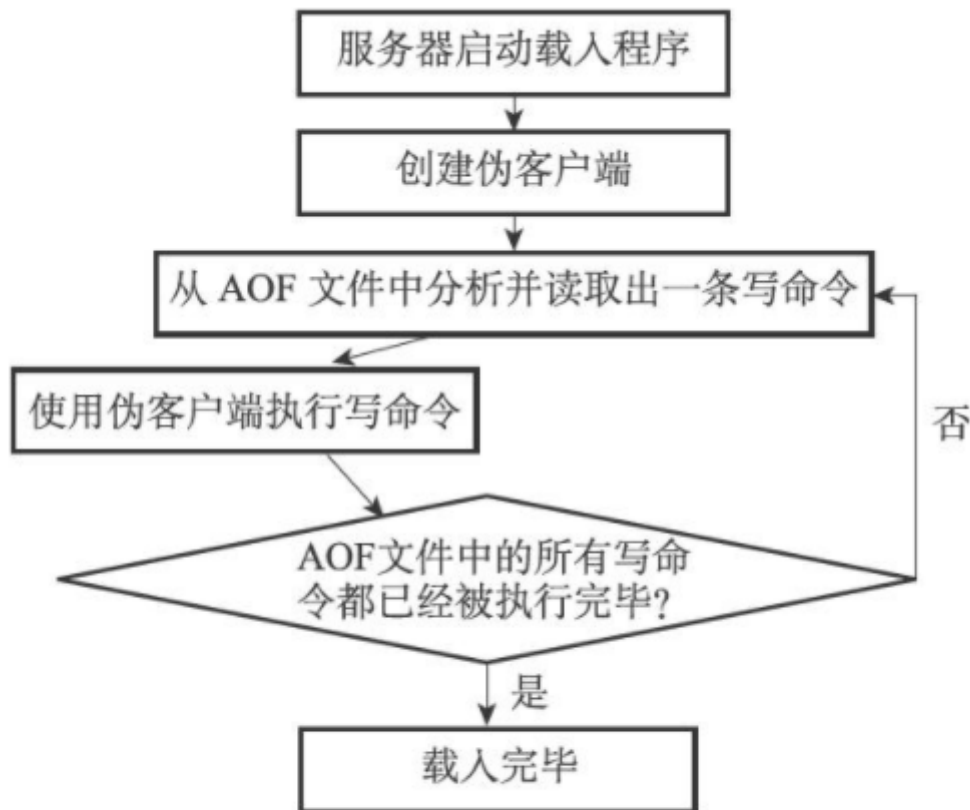 服务器启动载入程序
创建伪客户端
从 AOF 文件中分析并读取出一条写命令
使用伪客户端执行写命令
否
AOF文件中的所有写命
令都已经被执行完毕?
是
载入完毕